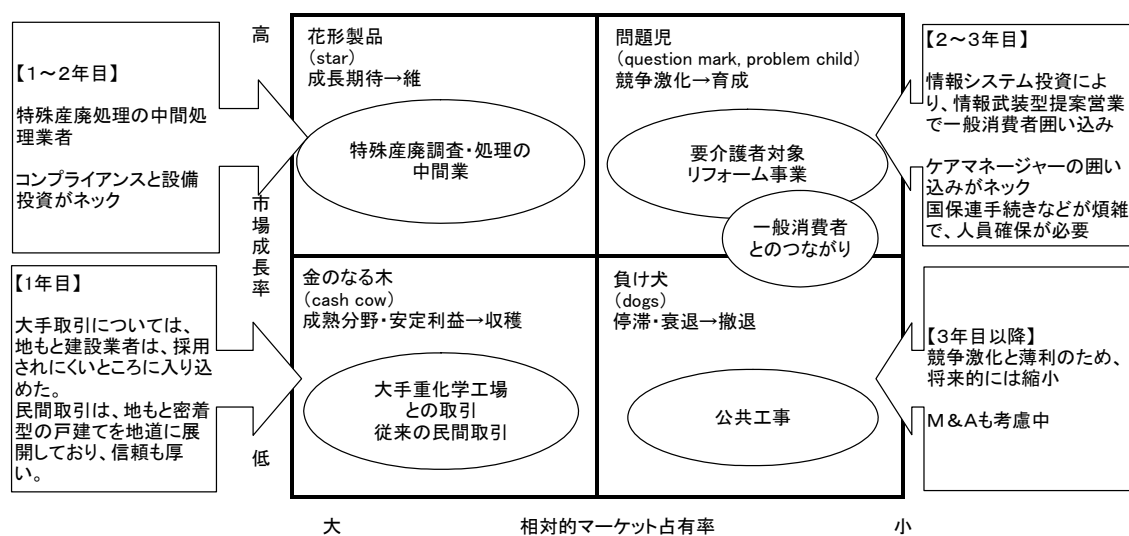 【1～2年目】
特殊産廃処理の中間処
理業者
コンプライアンスと設備
投資がネック
【1年目】
大手取引については、
地もと建設業者は、採用
されにくいところに入り込
めた。
民間取引は、地もと密着
型の戸建てを地道に展
開しており、信頼も厚
い。
高
市場成長率
低
花形製品
(star)
成長期待→維
特殊産廃調査・処理の
中間業
問題児
(question mark, problem child)
競争激化→育成
要介護者対象
リフォーム事業
一般消費者
とのつながり
金のなる木
(cash cow)
成熟分野・安定利益→収穫
大手重化学工場
との取引
従来の民間取引
負け犬
(dogs)
停滞・衰退→撤退
公共工事
【2～3年目】
情報システム投資によ
り、情報武装型提案営業
で一般消費者囲い込み
ケアマネージャーの囲い
込みがネック
国保連手続きなどが煩雑
で、人員確保が必要
【3年目以降】
競争激化と薄利のため、
将来的には縮小
M&Aも考慮中
大 相対的マーケット占有率 小